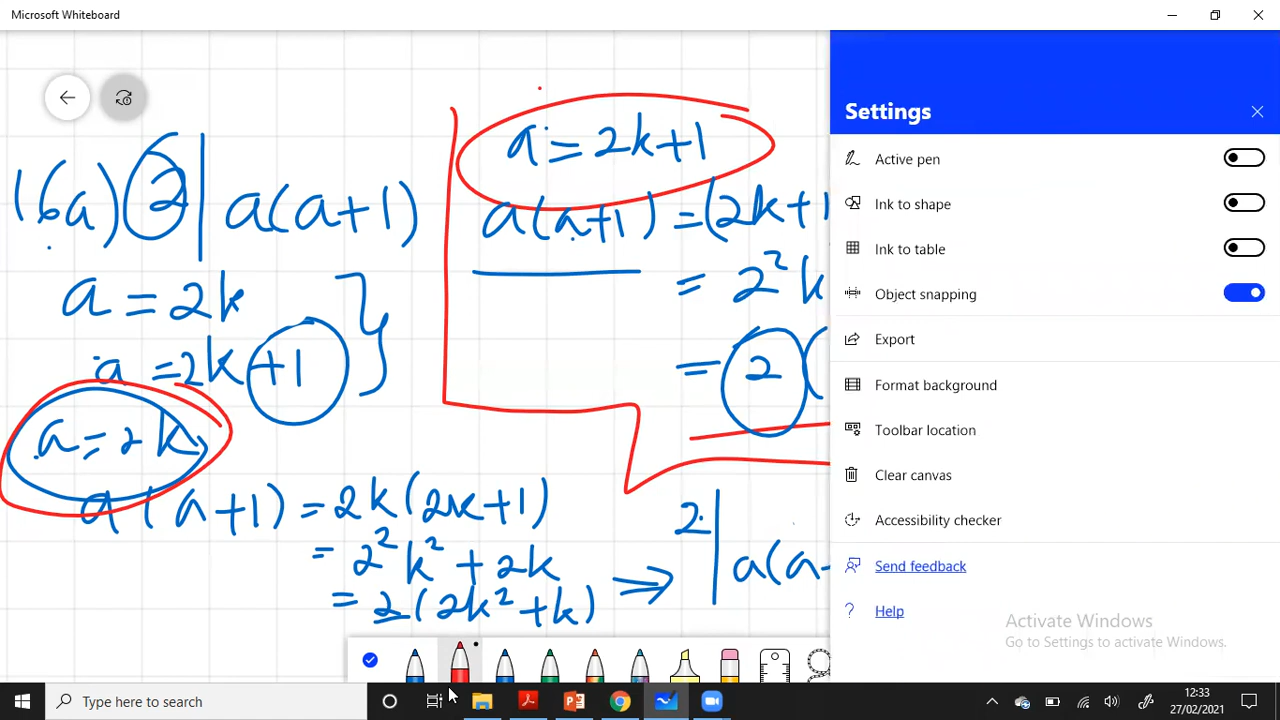 Microsoft Whiteboard
16a) 2 | a(a+1)
a = 2k
a = 2k+1
a = 2k
a (a+1) = 2k(2k+1)
= 2²k² + 2k
= 2(2k²+k) ⇒ 2 | a(a-
a = 2k+1
a(a+1) = (2k+1
= 2²k
= 2(
Settings
Active pen
Ink to shape
Ink to table
Object snapping
Export
Format background
Toolbar location
Clear canvas
Accessibility checker
Send feedback
Help
Activate Windows
Go to Settings to activate Windows.
Type here to search
12:33
27/02/2021